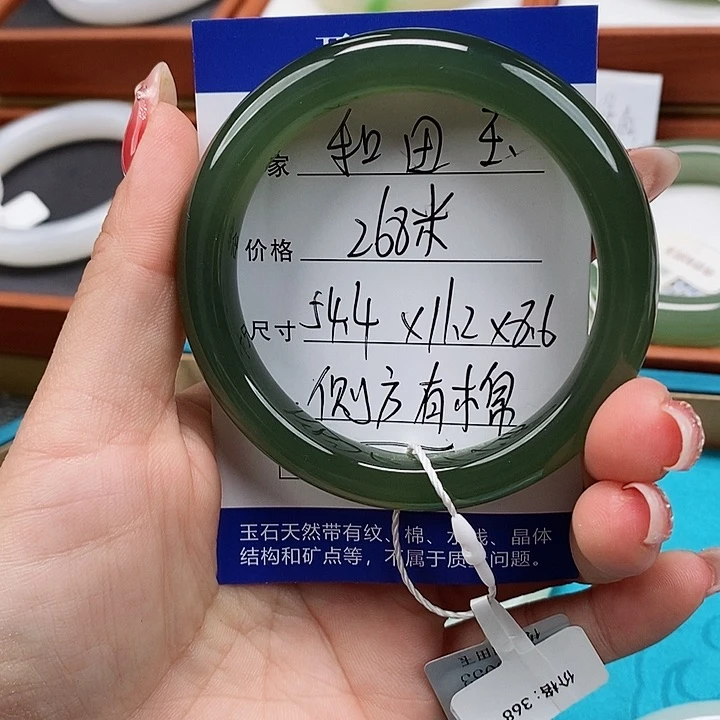 家 和田玉
价格 268米
尺寸 54.4×11.2×8.6
侧方有棉
玉石天然带有纹、棉、水线、晶体
结构和矿点等，不属于质量问题。
价格:368